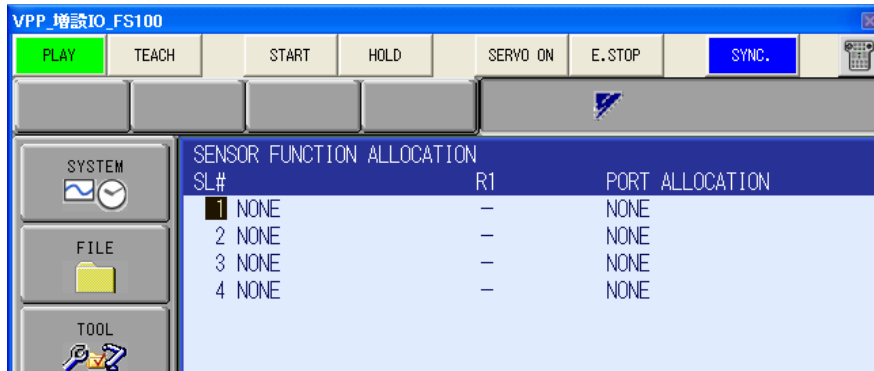 VPP_増設IO_FS100
PLAY TEACH START HOLD SERVO ON E.STOP SYNC.
SYSTEM
FILE
TOOL
SENSOR FUNCTION ALLOCATION
SL# R1 PORT ALLOCATION
1 NONE — NONE
2 NONE — NONE
3 NONE — NONE
4 NONE — NONE